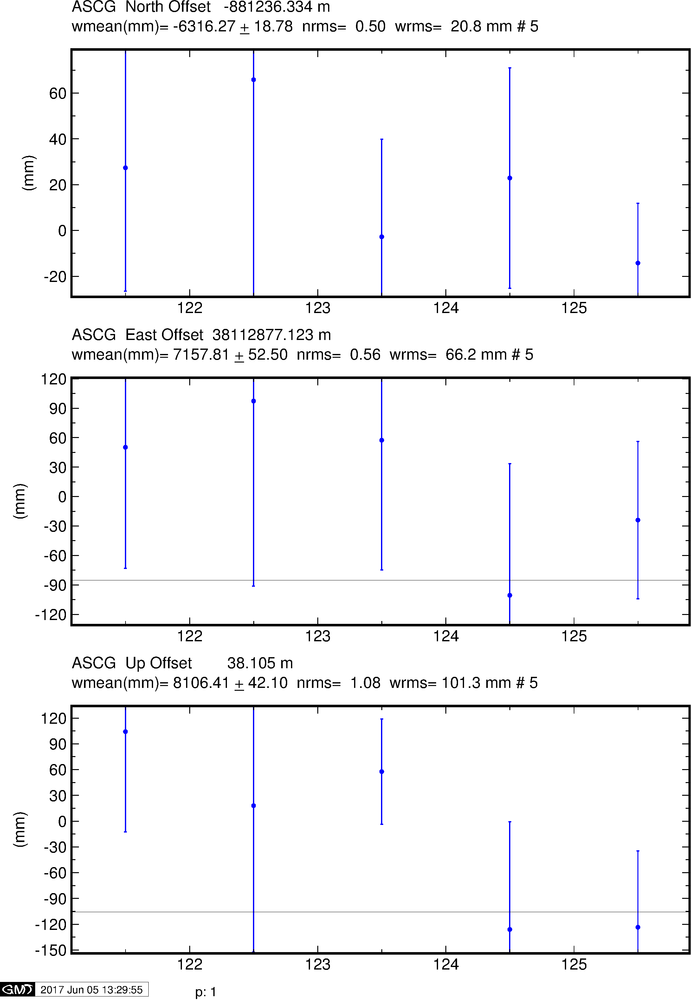 ASCG North Offset -881236.334 m
wmean(mm)= -6316.27 ± 18.78 nrms= 0.50 wrms= 20.8 mm # 5
60
40
20
0
-20
(mm)
122 123 124 125
ASCG East Offset 38112877.123 m
wmean(mm)= 7157.81 ± 52.50 nrms= 0.56 wrms= 66.2 mm # 5
120
90
60
30
0
-30
-60
-90
-120
(mm)
122 123 124 125
ASCG Up Offset 38.105 m
wmean(mm)= 8106.41 ± 42.10 nrms= 1.08 wrms= 101.3 mm # 5
120
90
60
30
0
-30
-60
-90
-120
-150
(mm)
122 123 124 125
GMT 2017 Jun 05 13:29:55
p: 1